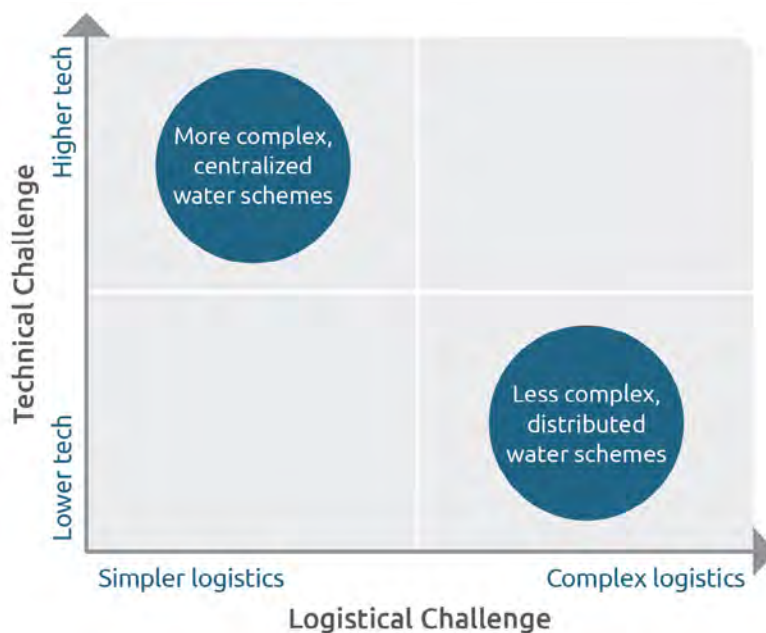 Technical Challenge
Higher tech
Lower tech
More complex,
centralized
water schemes
Less complex,
distributed
water schemes
Simpler logistics
Complex logistics
Logistical Challenge